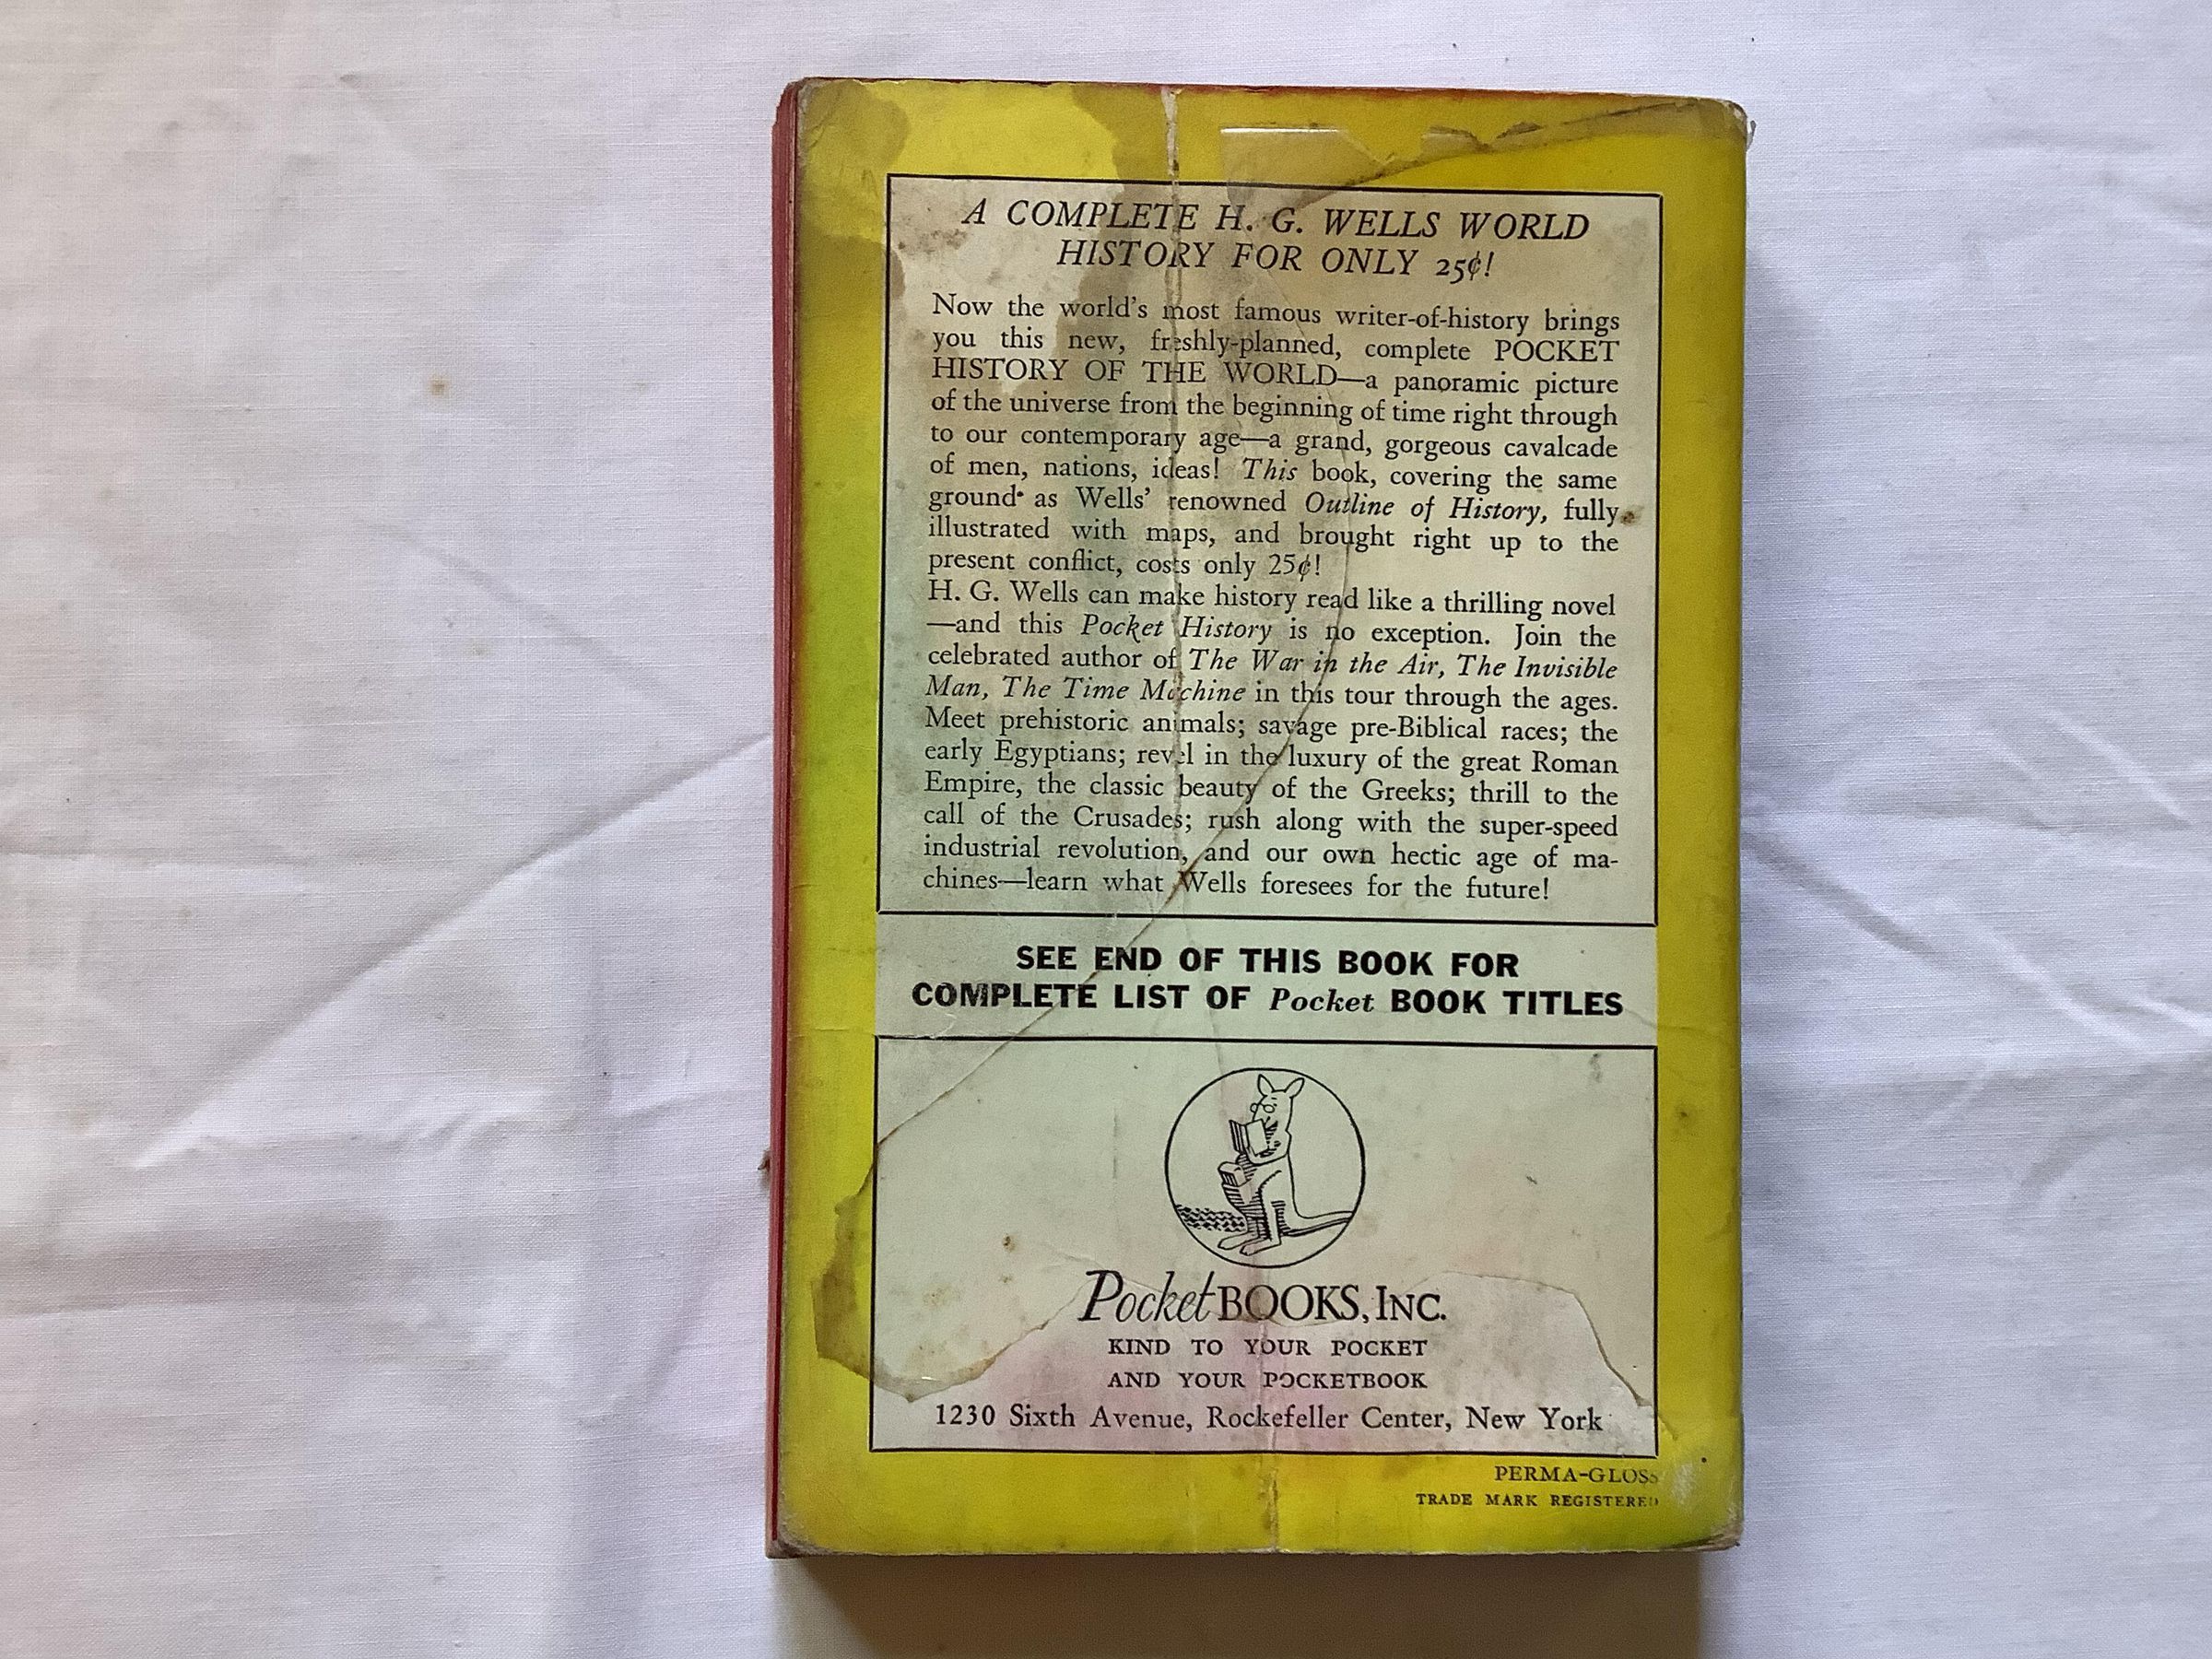 A COMPLETE H. G. WELLS WORLD
HISTORY FOR ONLY 25¢!
Now the world's most famous writer-of-history brings
you this new, freshly-planned, complete POCKET
HISTORY OF THE WORLD—a panoramic picture
of the universe from the beginning of time right through
to our contemporary age—a grand, gorgeous cavalcade
of men, nations, ideas! This book, covering the same
ground as Wells' renowned Outline of History, fully
illustrated with maps, and brought right up to the
present conflict, costs only 25¢!
H. G. Wells can make history read like a thrilling novel
—and this Pocket History is no exception. Join the
celebrated author of The War in the Air, The Invisible
Man, The Time Machine in this tour through the ages.
Meet prehistoric animals; savage pre-Biblical races; the
early Egyptians; revel in the luxury of the great Roman
Empire, the classic beauty of the Greeks; thrill to the
call of the Crusades; rush along with the super-speed
industrial revolution, and our own hectic age of ma-
chines—learn what Wells foresees for the future!
SEE END OF THIS BOOK FOR
COMPLETE LIST OF Pocket BOOK TITLES
Pocket BOOKS, INC.
KIND TO YOUR POCKET
AND YOUR POCKETBOOK
1230 Sixth Avenue, Rockefeller Center, New York
PERMA-GLOSS
TRADE MARK REGISTERED